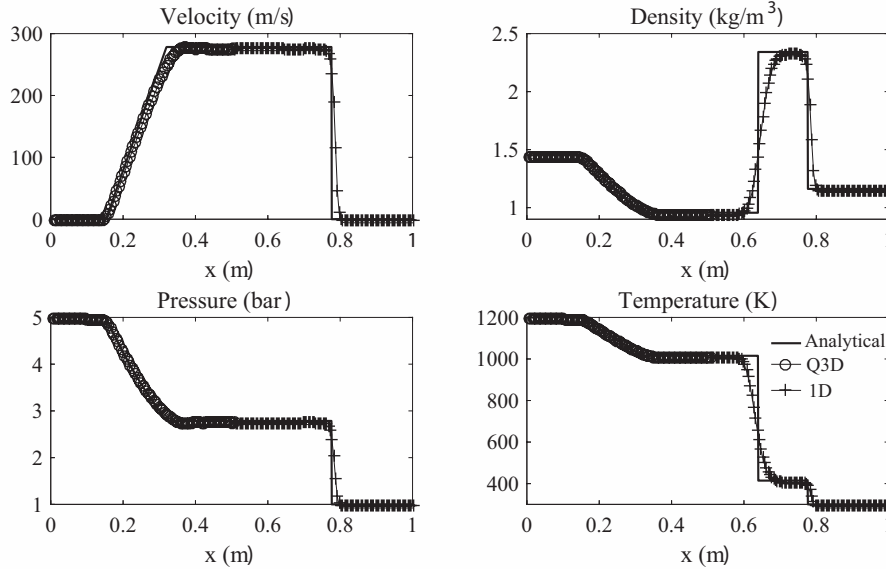 Velocity (m/s)
300
200
100
0
0 0.2 0.4 0.6 0.8 1
x (m)
Density (kg/m³)
2.5
2
1.5
1
0 0.2 0.4 0.6 0.8
x (m)
Pressure (bar)
5
4
3
2
1
0 0.2 0.4 0.6 0.8 1
x (m)
Temperature (K)
1200
1000
800
600
400
0 0.2 0.4 0.6 0.8
x (m)
Analytical
Q3D
1D